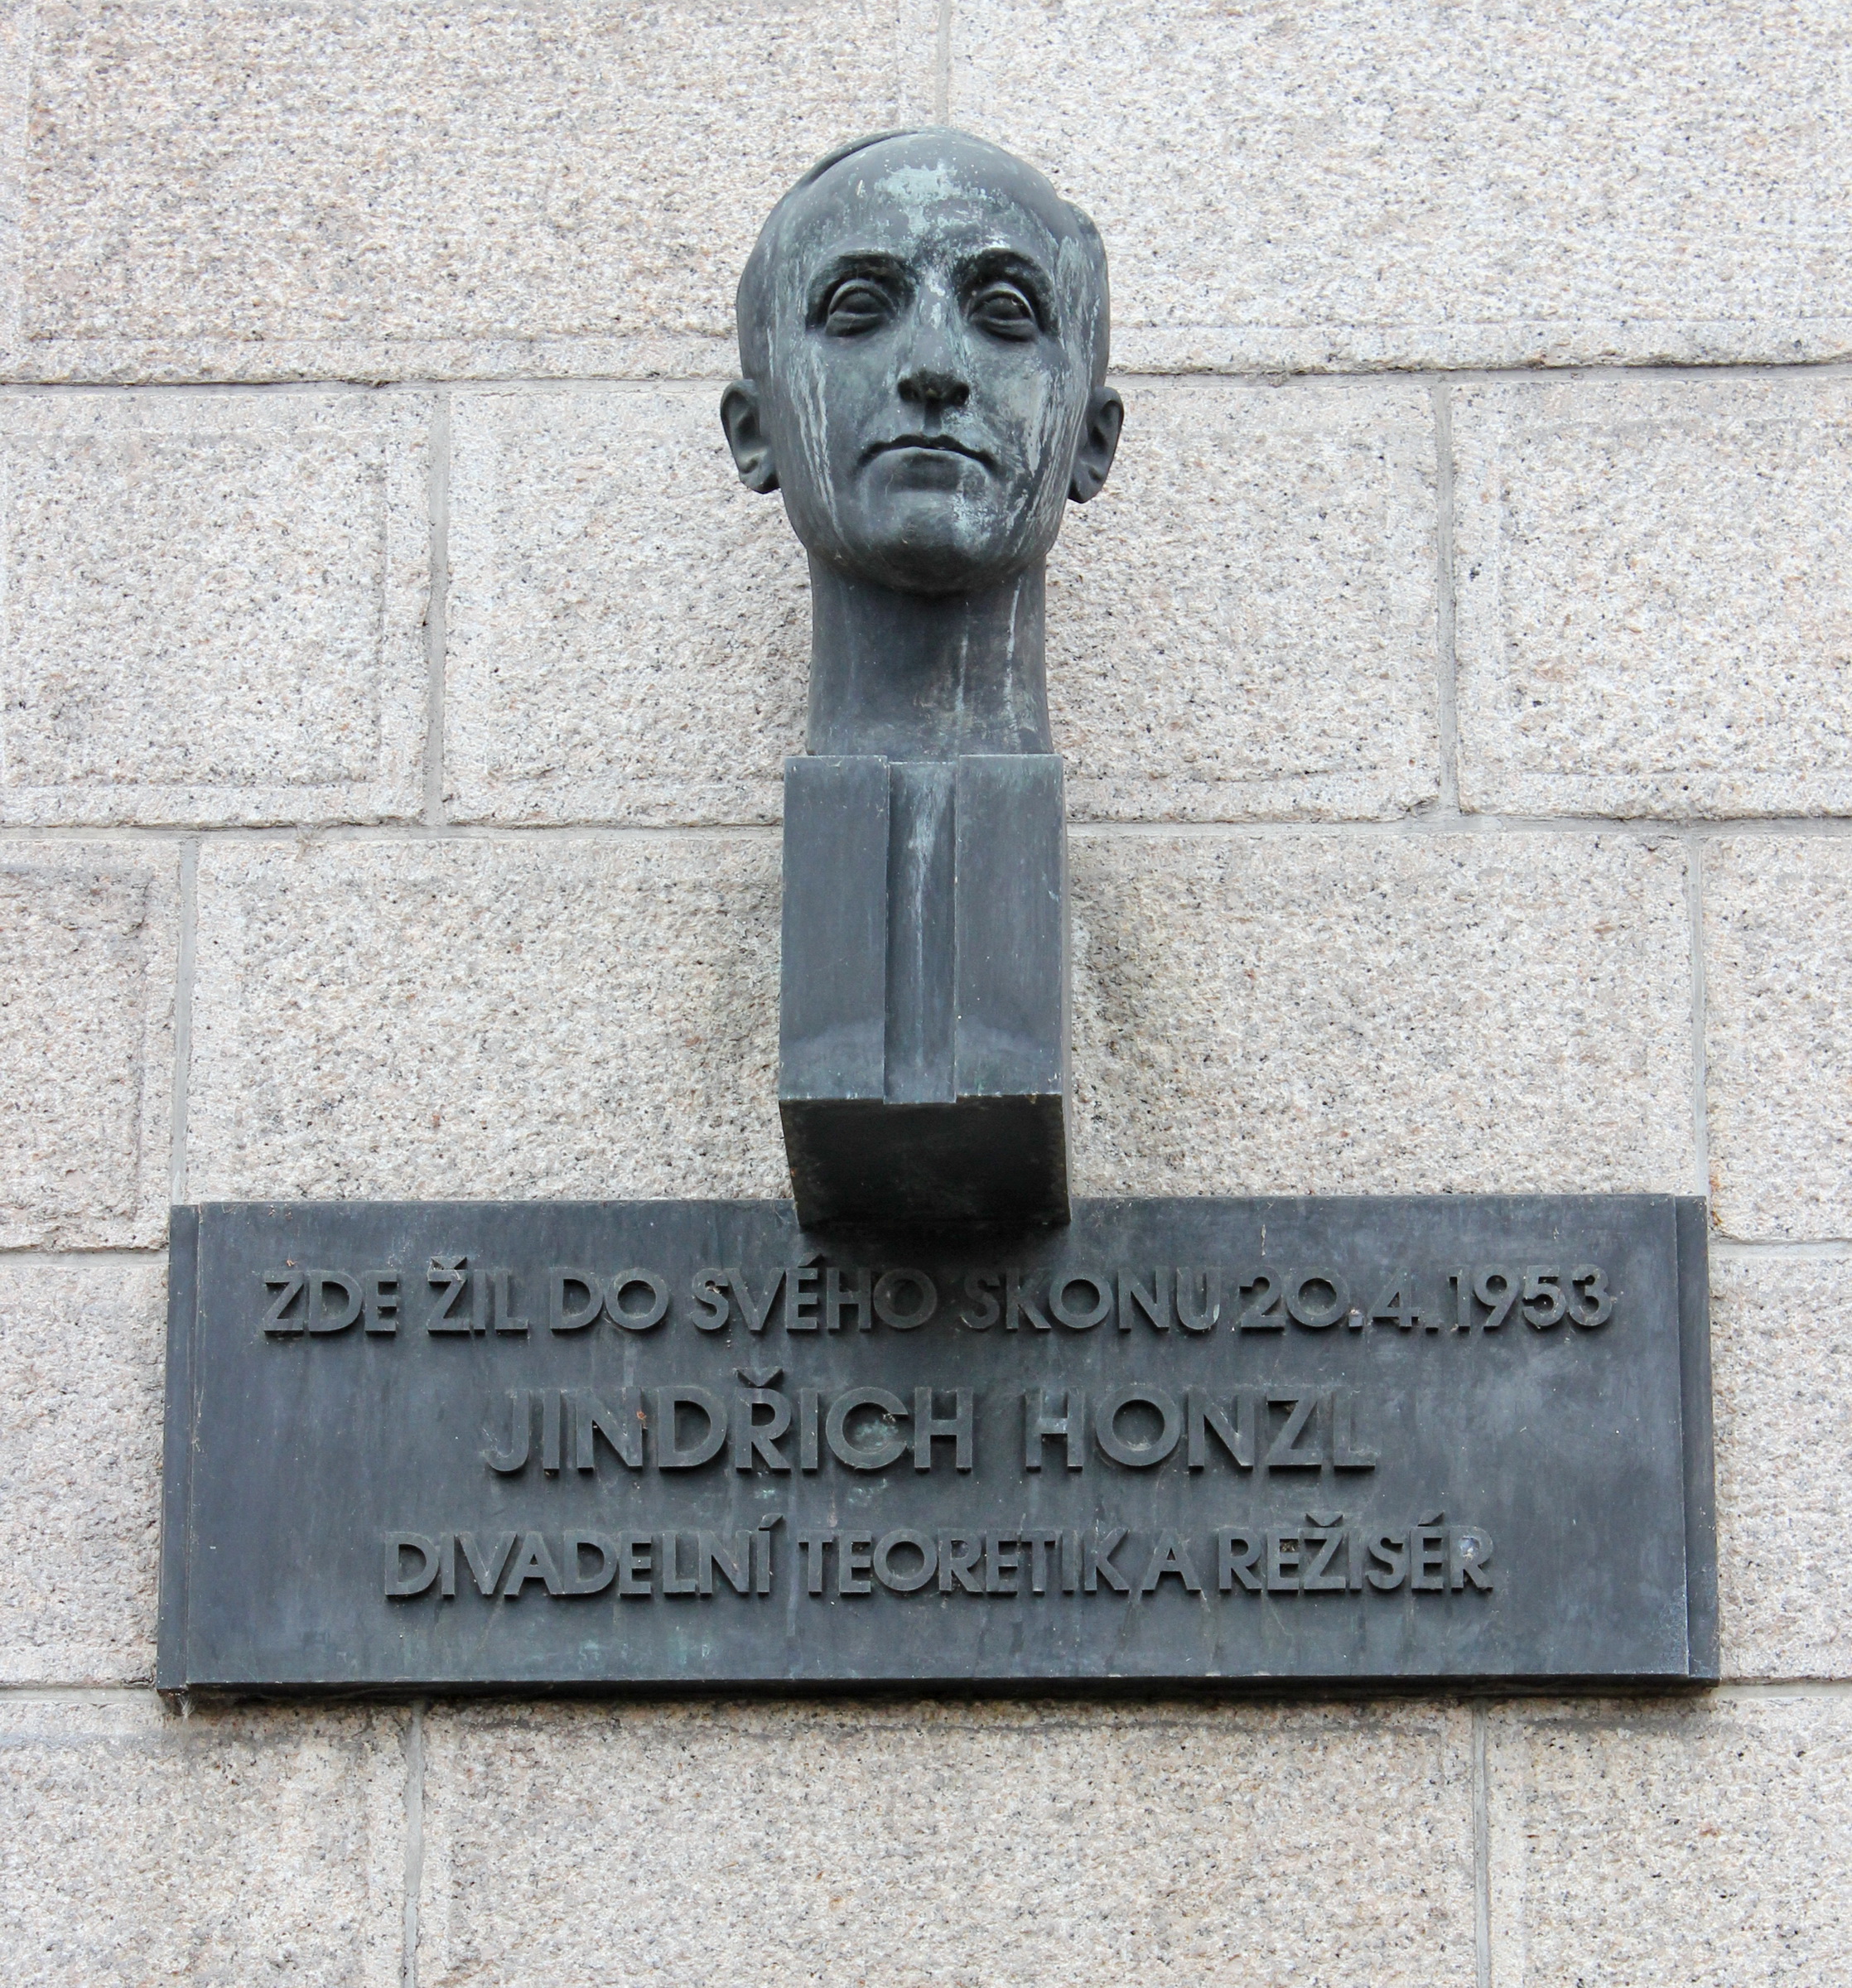 ZDE ŽIL DO SVÉHO SKONU 20.4.1953
JINDŘICH HONZL
DIVADELNÍ TEORETIK A REŽISÉR